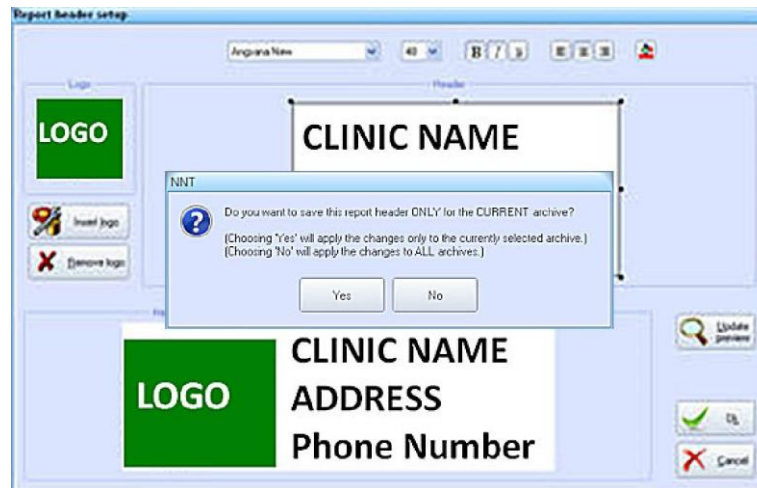 Report header setup
Angsana New
40
B I s
Logo
Header
LOGO
CLINIC NAME
NNT
Do you want to save this report header ONLY for the CURRENT archive?
(Choosing 'Yes' will apply the changes only to the currently selected archive.)
(Choosing 'No' will apply the changes to ALL archives.)
Yes
No
Insert logo
Remove logo
LOGO
CLINIC NAME
ADDRESS
Phone Number
Update preview
Ok
Cancel